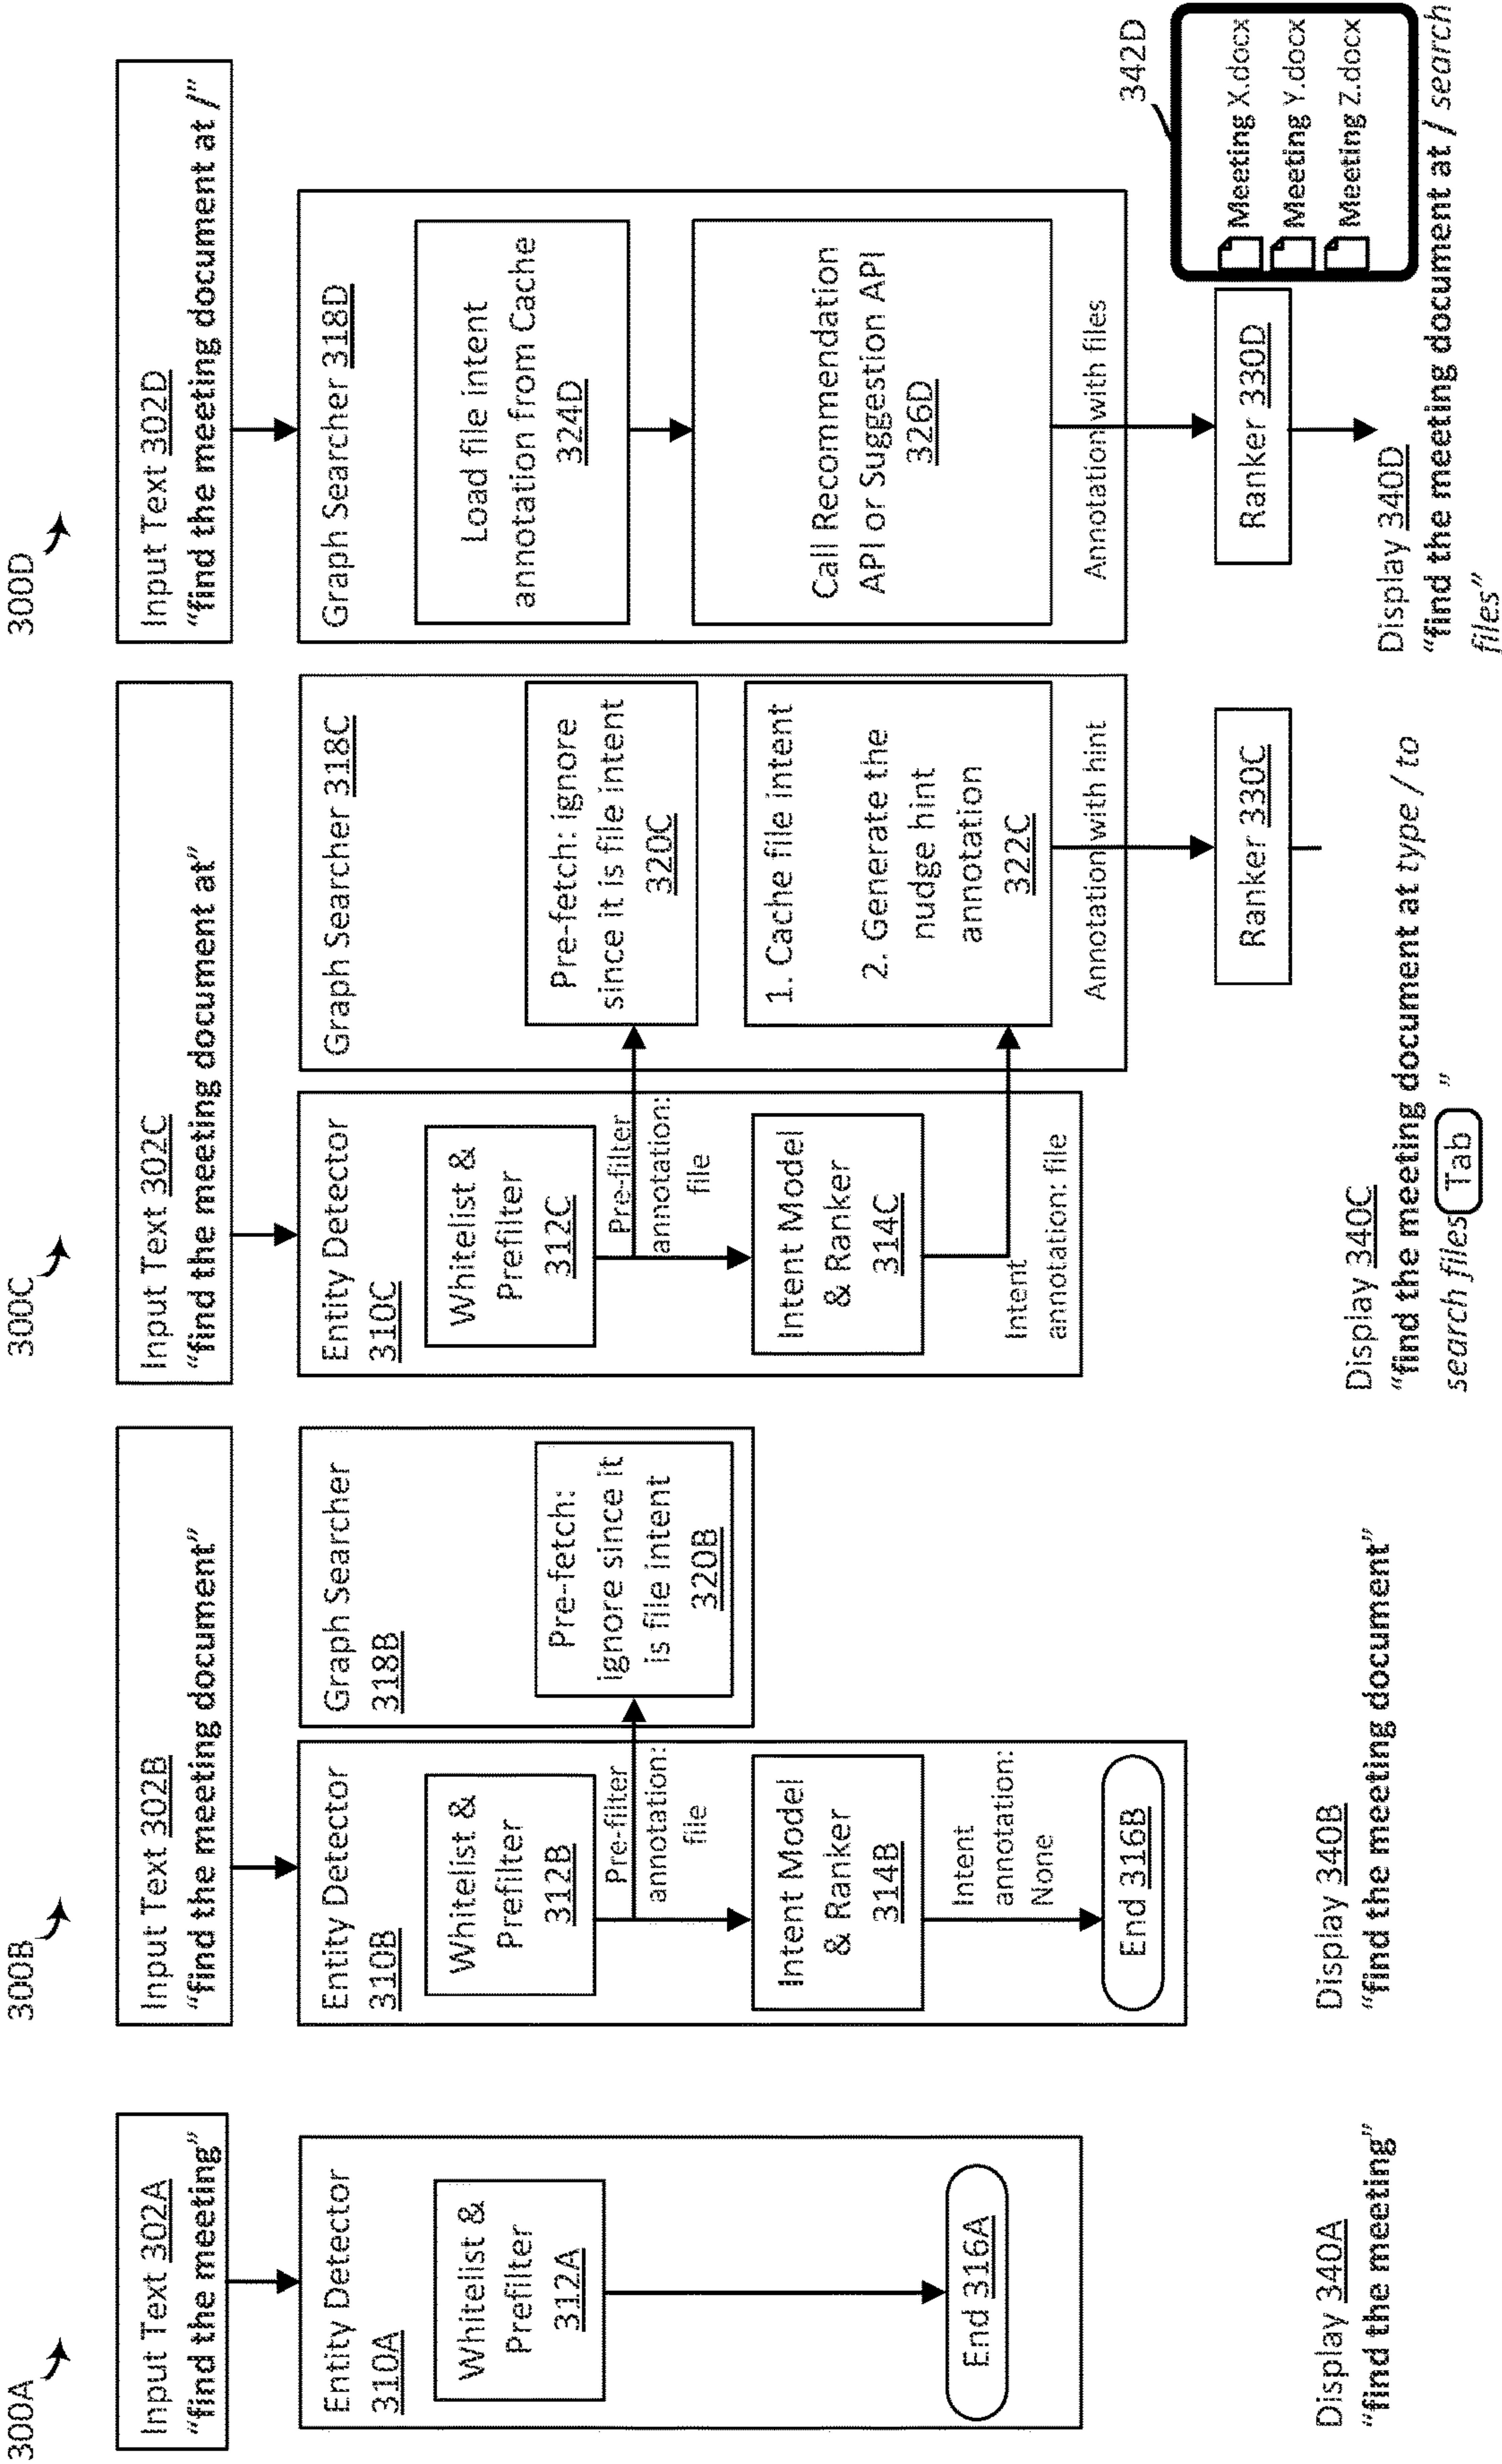 300A
Input Text 302A
“find the meeting”
Entity Detector
310A
Whitelist &
Prefilter
312A
End 316A
Display 340A
“find the meeting”
300B
Input Text 302B
“find the meeting document”
Entity Detector
310B
Whitelist &
Prefilter
312B
Pre-filter
annotation:
file
Intent Model
& Ranker
314B
Intent
annotation:
None
End 316B
Graph Searcher
318B
Pre-fetch:
ignore since it
is file intent
320B
Display 340B
“find the meeting document”
300C
Input Text 302C
“find the meeting document at”
Entity Detector
310C
Whitelist &
Prefilter
312C
Pre-filter
annotation:
file
Intent Model
& Ranker
314C
Intent
annotation: file
Graph Searcher 318C
Pre-fetch: ignore
since it is file intent
320C
1. Cache file intent
2. Generate the
nudge hint
annotation
322C
Annotation with hint
Ranker 330C
Display 340C
“find the meeting document at type / to
search files Tab ”
300D
Input Text 302D
“find the meeting document at /”
Graph Searcher 318D
Load file intent
annotation from Cache
324D
Call Recommendation
API or Suggestion API
326D
Annotation with files
Ranker 330D
342D
Meeting X.docx
Meeting Y.docx
Meeting Z.docx
Display 340D
“find the meeting document at / search
files”